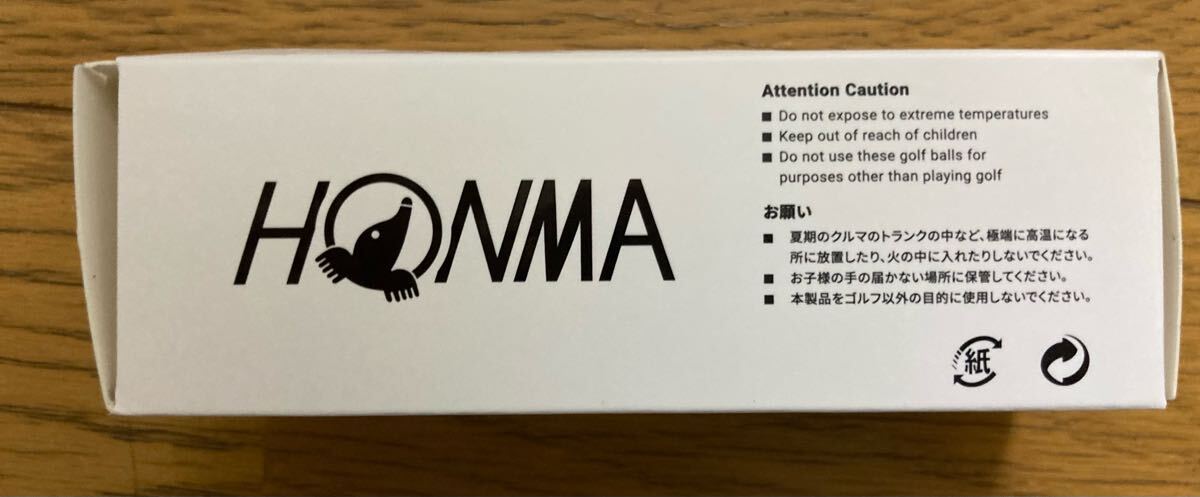 HONMA
Attention Caution
■ Do not expose to extreme temperatures
■ Keep out of reach of children
■ Do not use these golf balls for
purposes other than playing golf
お願い
■ 夏期のクルマのトランクの中など、極端に高温になる
所に放置したり、火の中に入れたりしないでください。
■ お子様の手の届かない場所に保管してください。
■ 本製品をゴルフ以外の目的に使用しないでください。
紙